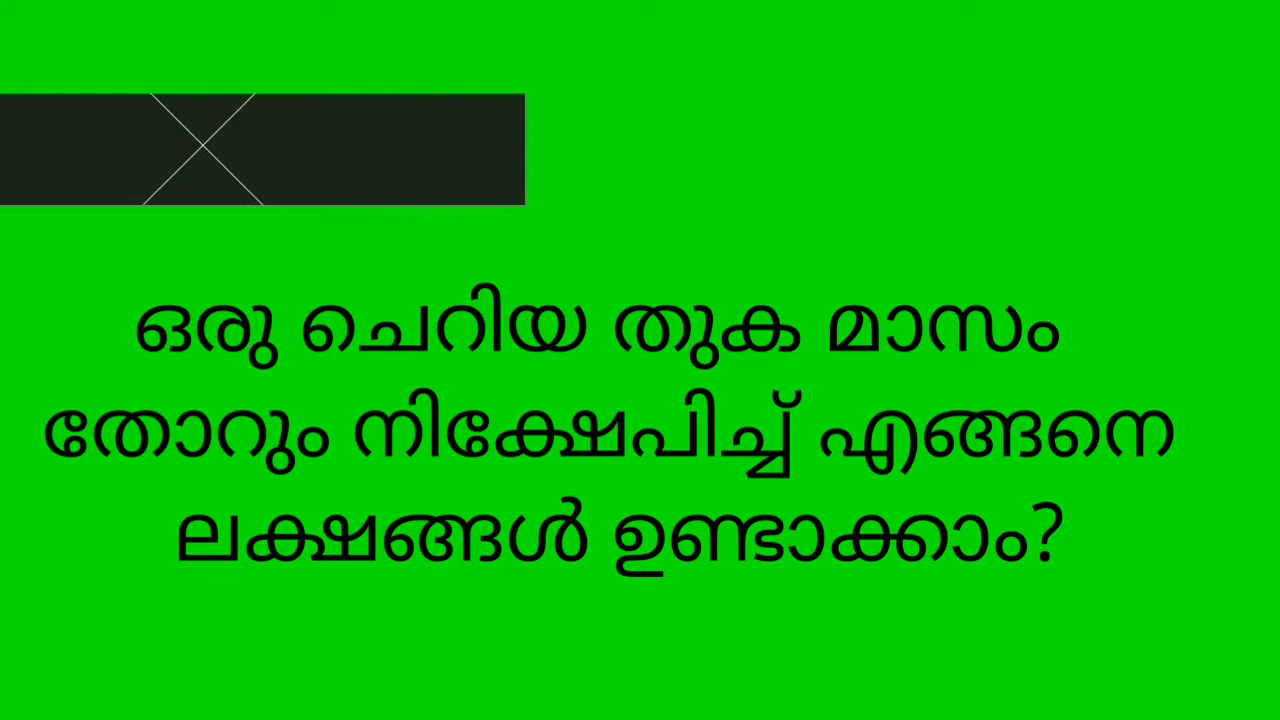 ഒരു ചെറിയ തുക മാസം
തോറും നിക്ഷേപിച്ച് എങ്ങനെ
ലക്ഷങ്ങൾ ഉണ്ടാക്കാം?